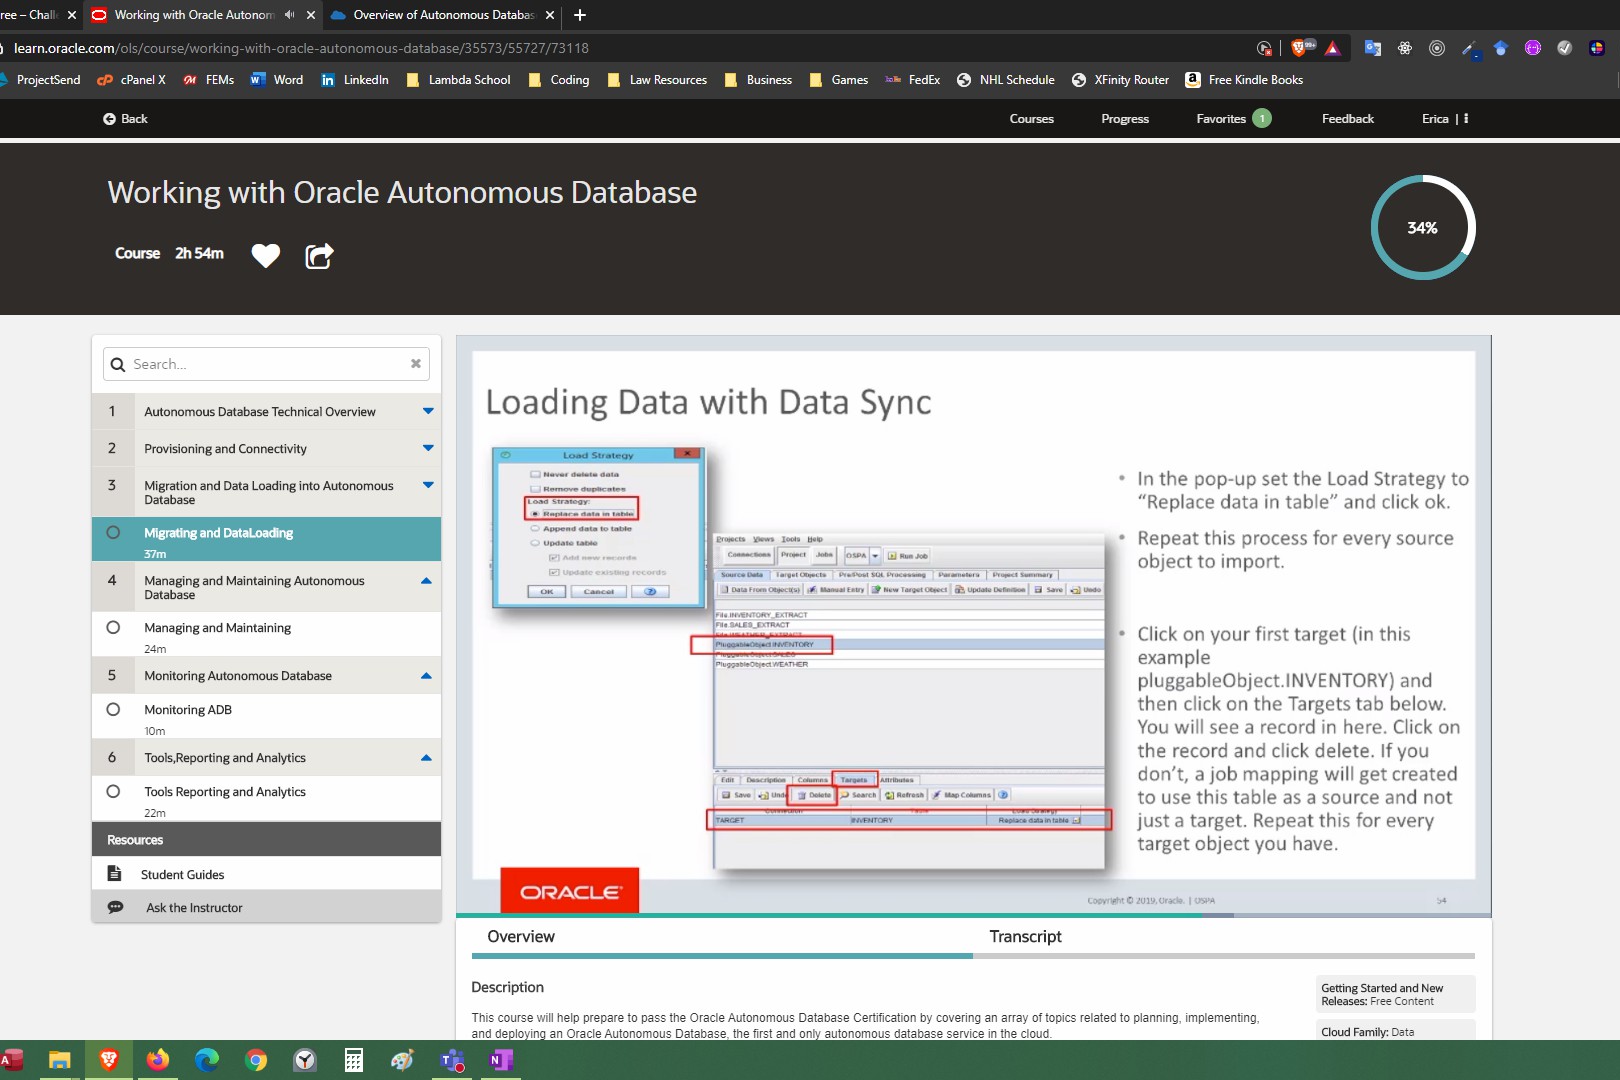 ree – Chall
Working with Oracle Autonom
Overview of Autonomous Databas
learn.oracle.com/ols/course/working-with-oracle-autonomous-database/35573/55727/73118
99+
ProjectSend
cPanel X
FEMs
Word
LinkedIn
Lambda School
Coding
Law Resources
Business
Games
FedEx
NHL Schedule
XFinity Router
Free Kindle Books
Back
Courses
Progress
Favorites 1
Feedback
Erica
Working with Oracle Autonomous Database
Course 2h 54m
34%
Search...
1 Autonomous Database Technical Overview
2 Provisioning and Connectivity
3 Migration and Data Loading into Autonomous
Database
Migrating and DataLoading
37m
4 Managing and Maintaining Autonomous
Database
Managing and Maintaining
24m
5 Monitoring Autonomous Database
Monitoring ADB
10m
6 Tools,Reporting and Analytics
Tools Reporting and Analytics
22m
Resources
Student Guides
Ask the Instructor
Loading Data with Data Sync
Load Strategy
Never delete data
Remove duplicates
Load Strategy:
Replace data in table
Append data to table
Update table
Add new records
Update existing records
OK Cancel
Projects Views Tools Help
Connections Project Jobs OSPA Run Job
Source Data Target Objects Pre/Post SQL Processing Parameters Project Summary
Data From Object(s) Manual Entry New Target Object Update Definition Save Undo
File.INVENTORY_EXTRACT
File.SALES_EXTRACT
File.WEATHER_EXTRACT
PluggableObject.INVENTORY
PluggableObject.SALES
PluggableObject.WEATHER
Edit Description Columns Targets Attributes
Save Undo Delete Search Refresh Map Columns
Connection Table Load Strategy
TARGET INVENTORY Replace data in table
• In the pop-up set the Load Strategy to
“Replace data in table” and click ok.
• Repeat this process for every source
object to import.
• Click on your first target (in this
example
pluggableObject.INVENTORY) and
then click on the Targets tab below.
You will see a record in here. Click on
the record and click delete. If you
don’t, a job mapping will get created
to use this table as a source and not
just a target. Repeat this for every
target object you have.
ORACLE
Copyright © 2019, Oracle. | OSPA
54
Overview
Transcript
Description
This course will help prepare to pass the Oracle Autonomous Database Certification by covering an array of topics related to planning, implementing,
and deploying an Oracle Autonomous Database, the first and only autonomous database service in the cloud.
Getting Started and New
Releases: Free Content
Cloud Family: Data